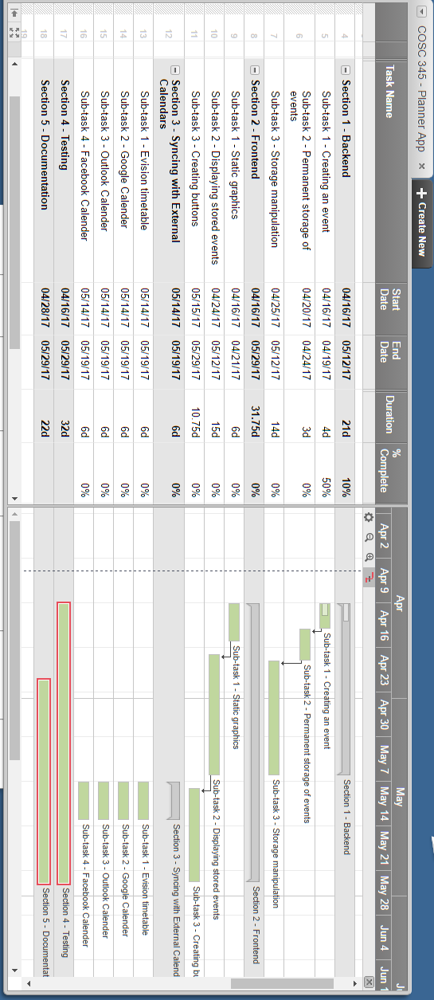 COSC 345 - Planner App ×
Create New
Task Name Start Date End Date Duration % Complete
4 Section 1 - Backend 04/16/17 05/12/17 21d 10%
5 Sub-task 1 - Creating an event 04/16/17 04/19/17 4d 50%
6 Sub-task 2 - Permanent storage of
events 04/20/17 04/24/17 3d 0%
7 Sub-task 3 - Storage manipulation 04/25/17 05/12/17 14d 0%
8 Section 2 - Frontend 04/16/17 05/29/17 31.75d 0%
9 Sub-task 1 - Static graphics 04/16/17 04/21/17 6d 0%
10 Sub-task 2 - Displaying stored events 04/24/17 05/12/17 15d 0%
11 Sub-task 3 - Creating buttons 05/15/17 05/29/17 10.75d 0%
12 Section 3 - Syncing with External
Calendars 05/14/17 05/19/17 6d 0%
13 Sub-task 1 - Evision timetable 05/14/17 05/19/17 6d 0%
14 Sub-task 2 - Google Calender 05/14/17 05/19/17 6d 0%
15 Sub-task 3 - Outlook Calender 05/14/17 05/19/17 6d 0%
16 Sub-task 4 - Facebook Calender 05/14/17 05/19/17 6d 0%
17 Section 4 - Testing 04/16/17 05/29/17 32d
18 Section 5 - Documentation 04/28/17 05/29/17 22d
19
Apr May Ju
Apr 2 Apr 9 Apr 16 Apr 23 Apr 30 May 7 May 14 May 21 May 28 Jun 4 Jun 1
Section 1 - Backend
Sub-task 1 - Creating an event
Sub-task 2 - Permanent storage of events
Sub-task 3 - Storage manipulation
Section 2 - Frontend
Sub-task 1 - Static graphics
Sub-task 2 - Displaying stored events
Sub-task 3 - Creating bu
Section 3 - Syncing with External Calend
Sub-task 1 - Evision timetable
Sub-task 2 - Google Calender
Sub-task 3 - Outlook Calender
Sub-task 4 - Facebook Calender
Section 4 - Testing
Section 5 - Documentat